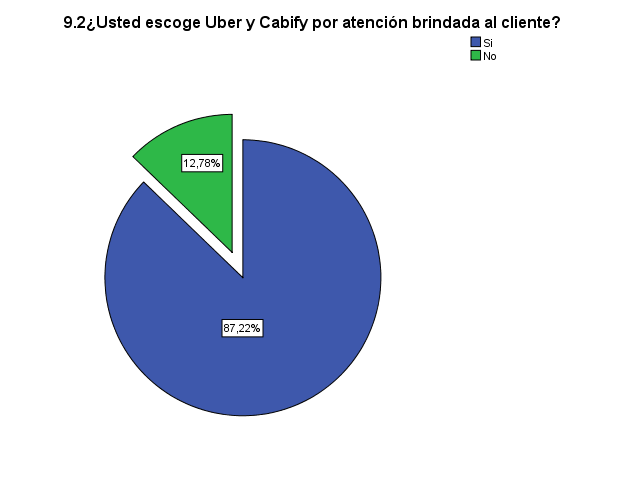 9.2¿Usted escoge Uber y Cabify por atención brindada al cliente?
Si
No
12,78%
87,22%